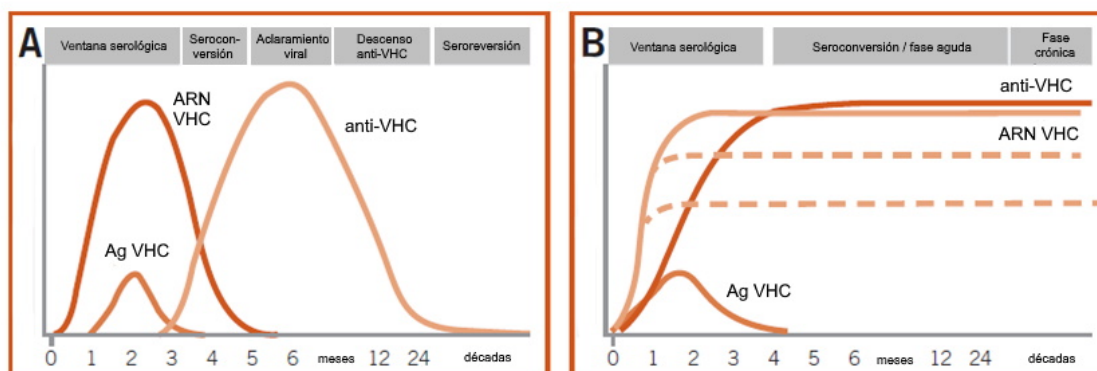 A
Ventana serológica
Serocon-
versión
Aclaramiento
viral
Descenso
anti-VHC
Seroreversión
ARN
VHC
anti-VHC
Ag VHC
0 1 2 3 4 5 6 meses 12 24 décadas
B
Ventana serológica
Seroconversión / fase aguda
Fase
crónica
anti-VHC
ARN VHC
Ag VHC
0 1 2 3 4 5 6 meses 12 24 décadas